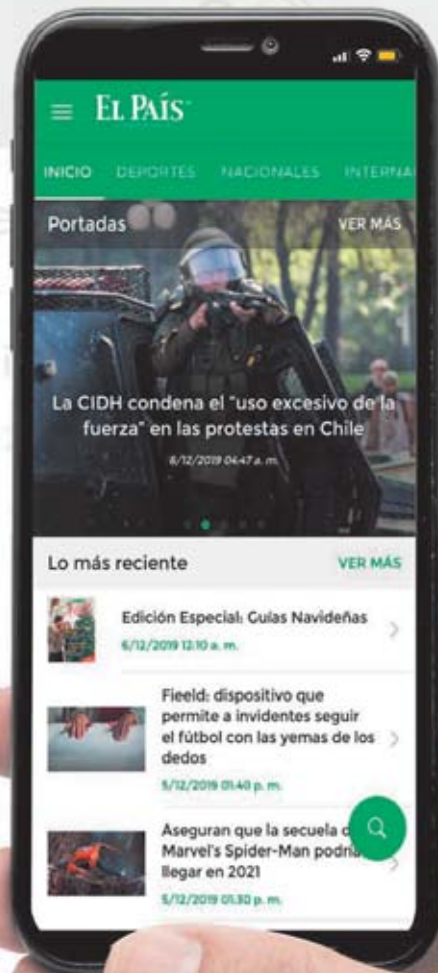 EL PAÍS
INICIO DEPORTES NACIONALES INTERNA
Portadas VER MÁS
La CIDH condena el "uso excesivo de la
fuerza" en las protestas en Chile
6/12/2019 04:47 a. m.
Lo más reciente VER MÁS
Edición Especial: Guías Navideñas
6/12/2019 12:10 a. m.
Fieeld: dispositivo que
permite a invidentes seguir
el fútbol con las yemas de los
dedos
5/12/2019 01:40 p. m.
Aseguran que la secuela
Marvel's Spider-Man podría
llegar en 2021
5/12/2019 01:30 p. m.